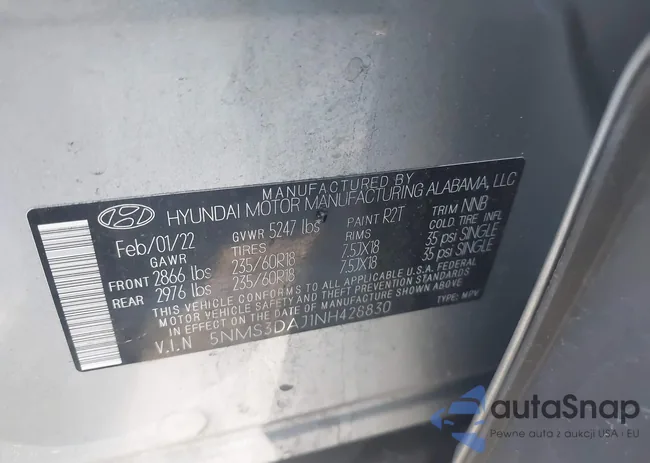 MANUFACTURED BY
HYUNDAI MOTOR MANUFACTURING ALABAMA, LLC
Feb/01/22 GVWR 5247 lbs PAINT R2T TRIM NNB
GAWR TIRES RIMS COLD TIRE INFL
FRONT 2866 lbs 235/60R18 7.5JX18 35 psi SINGLE
REAR 2976 lbs 235/60R18 7.5JX18 35 psi SINGLE
THIS VEHICLE CONFORMS TO ALL APPLICABLE U.S.A. FEDERAL
MOTOR VEHICLE SAFETY AND THEFT PREVENTION STANDARDS
IN EFFECT ON THE DATE OF MANUFACTURE
V.I.N 5NMS3DAJ1NH428830 TYPE: MPV
autoSnap
Pewne auto z aukcji USA i EU